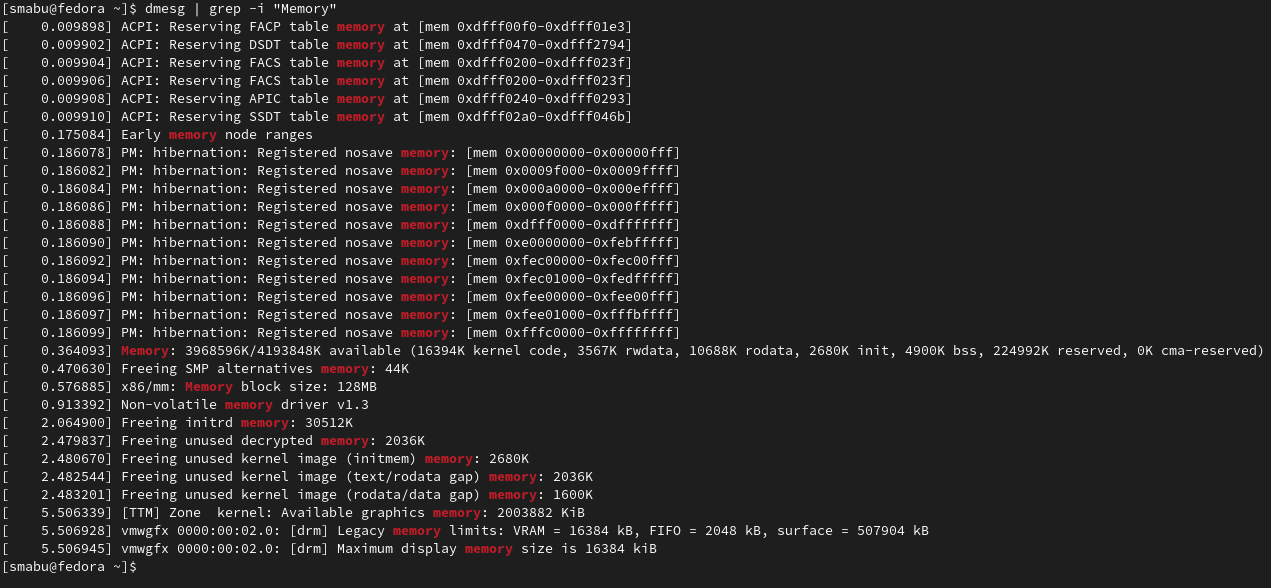 [smabu@fedora ~]$ dmesg | grep -i "Memory"
[    0.009898] ACPI: Reserving FACP table memory at [mem 0xdfff00f0-0xdfff01e3]
[    0.009902] ACPI: Reserving DSDT table memory at [mem 0xdfff0470-0xdfff2794]
[    0.009904] ACPI: Reserving FACS table memory at [mem 0xdfff0200-0xdfff023f]
[    0.009906] ACPI: Reserving FACS table memory at [mem 0xdfff0200-0xdfff023f]
[    0.009908] ACPI: Reserving APIC table memory at [mem 0xdfff0240-0xdfff0293]
[    0.009910] ACPI: Reserving SSDT table memory at [mem 0xdfff02a0-0xdfff046b]
[    0.175084] Early memory node ranges
[    0.186078] PM: hibernation: Registered nosave memory: [mem 0x00000000-0x00000fff]
[    0.186082] PM: hibernation: Registered nosave memory: [mem 0x0009f000-0x0009ffff]
[    0.186084] PM: hibernation: Registered nosave memory: [mem 0x000a0000-0x000effff]
[    0.186086] PM: hibernation: Registered nosave memory: [mem 0x000f0000-0x000fffff]
[    0.186088] PM: hibernation: Registered nosave memory: [mem 0xdfff0000-0xdfffffff]
[    0.186090] PM: hibernation: Registered nosave memory: [mem 0xe0000000-0xfebfffff]
[    0.186092] PM: hibernation: Registered nosave memory: [mem 0xfec00000-0xfec00fff]
[    0.186094] PM: hibernation: Registered nosave memory: [mem 0xfec01000-0xfedfffff]
[    0.186096] PM: hibernation: Registered nosave memory: [mem 0xfee00000-0xfee00fff]
[    0.186097] PM: hibernation: Registered nosave memory: [mem 0xfee01000-0xfffbffff]
[    0.186099] PM: hibernation: Registered nosave memory: [mem 0xfffc0000-0xffffffff]
[    0.364093] Memory: 3968596K/4193848K available (16394K kernel code, 3567K rwdata, 10688K rodata, 2680K init, 4900K bss, 224992K reserved, 0K cma-reserved)
[    0.470630] Freeing SMP alternatives memory: 44K
[    0.576885] x86/mm: Memory block size: 128MB
[    0.913392] Non-volatile memory driver v1.3
[    2.064900] Freeing initrd memory: 30512K
[    2.479837] Freeing unused decrypted memory: 2036K
[    2.480670] Freeing unused kernel image (initmem) memory: 2680K
[    2.482544] Freeing unused kernel image (text/rodata gap) memory: 2036K
[    2.483201] Freeing unused kernel image (rodata/data gap) memory: 1600K
[    5.506339] [TTM] Zone  kernel: Available graphics memory: 2003882 KiB
[    5.506928] vmwgfx 0000:00:02.0: [drm] Legacy memory limits: VRAM = 16384 kB, FIFO = 2048 kB, surface = 507904 kB
[    5.506945] vmwgfx 0000:00:02.0: [drm] Maximum display memory size is 16384 kiB
[smabu@fedora ~]$